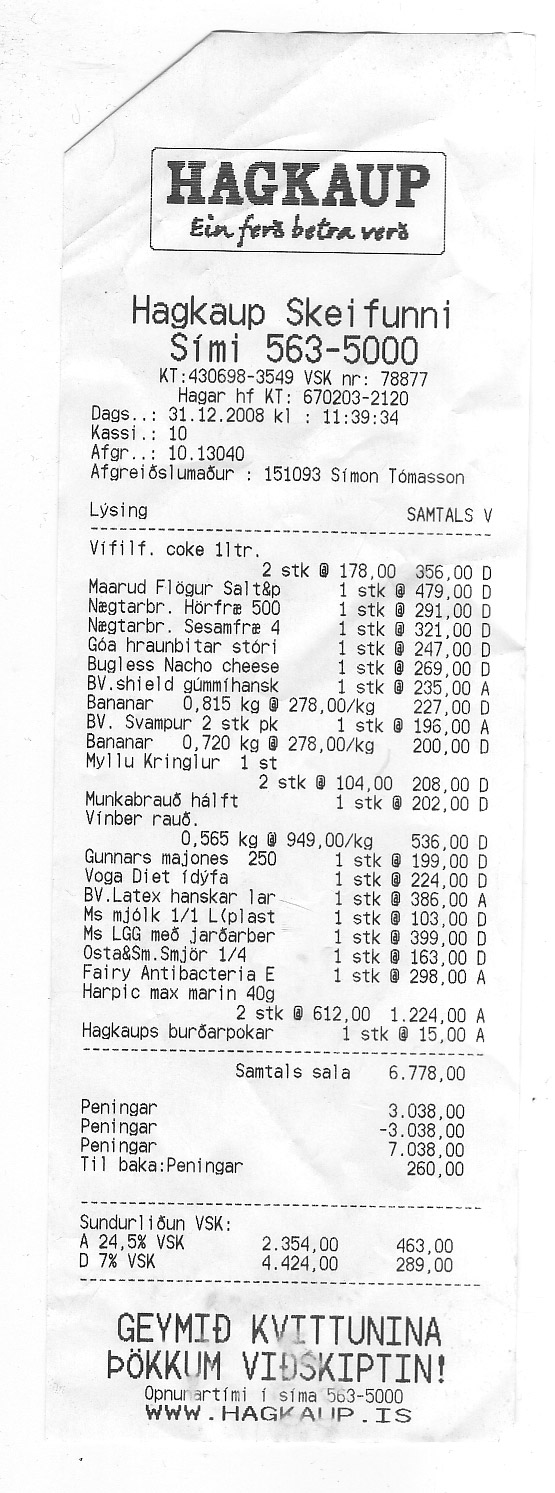 HAGKAUP
Ein ferð betra verð
Hagkaup Skeifunni
Sími 563-5000
KT:430698-3549 VSK nr: 78877
Hagar hf KT: 670203-2120
Dags..: 31.12.2008 kl : 11:39:34
Kassi.: 10
Afgr..: 10.13040
Afgreiðslumaður : 151093 Símon Tómasson
Lýsing SAMTALS V
Vífilf. coke 1ltr.
2 stk @ 178,00 356,00 D
Maarud Flögur Salt&p 1 stk @ 479,00 D
Nægtarbr. Hörfræ 500 1 stk @ 291,00 D
Nægtarbr. Sesamfræ 4 1 stk @ 321,00 D
Góa hraunbitar stóri 1 stk @ 247,00 D
Bugless Nacho cheese 1 stk @ 269,00 D
BV.shield gúmmíhansk 1 stk @ 235,00 A
Bananar 0,815 kg @ 278,00/kg 227,00 D
BV. Svampur 2 stk pk 1 stk @ 196,00 A
Bananar 0,720 kg @ 278,00/kg 200,00 D
Myllu Kringlur 1 st
2 stk @ 104,00 208,00 D
Munkabrauð hálft 1 stk @ 202,00 D
Vínber rauð.
0,565 kg @ 949,00/kg 536,00 D
Gunnars majones 250 1 stk @ 199,00 D
Voga Diet ídýfa 1 stk @ 224,00 D
BV.Latex hanskar lar 1 stk @ 386,00 A
Ms mjólk 1/1 L(plast 1 stk @ 103,00 D
Ms LGG með jarðarber 1 stk @ 399,00 D
Osta&Sm.Smjör 1/4 1 stk @ 163,00 D
Fairy Antibacteria E 1 stk @ 298,00 A
Harpic max marin 40g
2 stk @ 612,00 1.224,00 A
Hagkaups burðarpokar 1 stk @ 15,00 A
Samtals sala 6.778,00
Peningar 3.038,00
Peningar -3.038,00
Peningar 7.038,00
Til baka:Peningar 260,00
Sundurliðun VSK:
A 24,5% VSK 2.354,00 463,00
D 7% VSK 4.424,00 289,00
GEYMIÐ KVITTUNINA
ÞÖKKUM VIÐSKIPTIN!
Opnunartími í síma 563-5000
WWW.HAGKAUP.IS